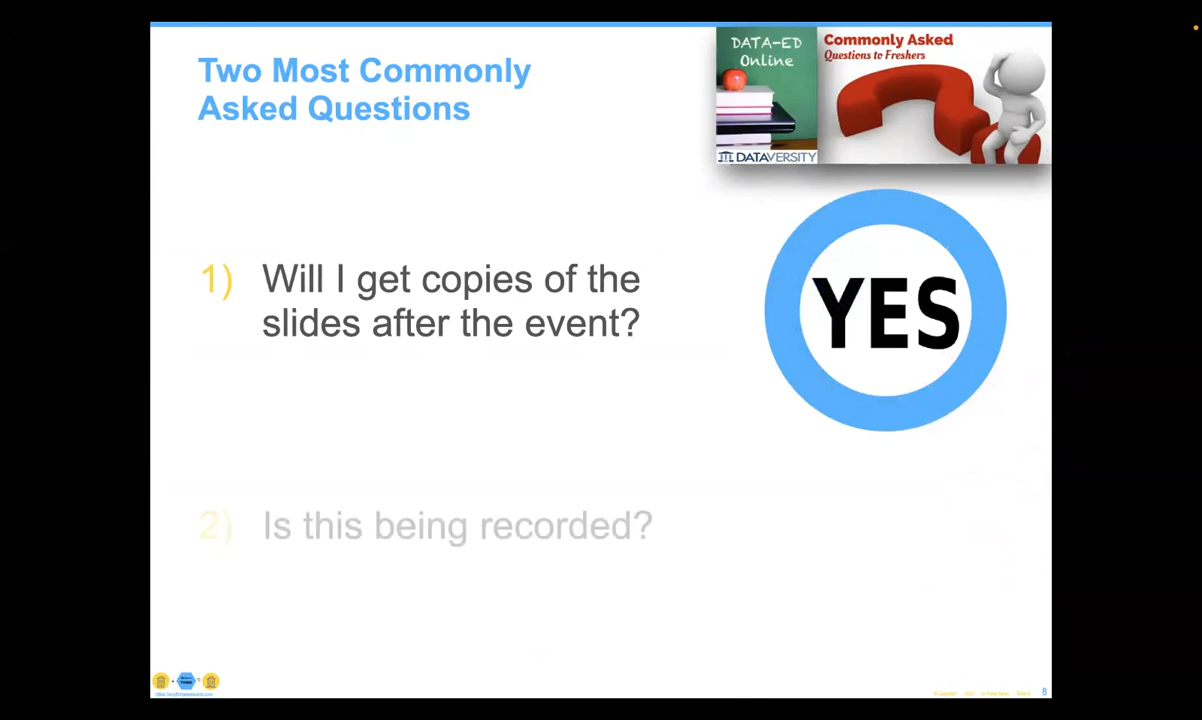 Two Most Commonly
Asked Questions
DATA-ED
Online
DATAVERSITY
Commonly Asked
Questions to Freshers
1) Will I get copies of the
slides after the event?
YES
2) Is this being recorded?
8